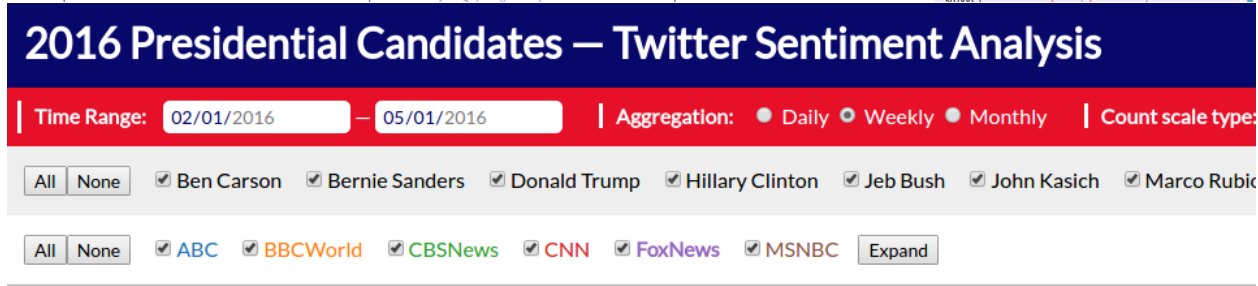 2016 Presidential Candidates — Twitter Sentiment Analysis
Time Range: 02/01/2016 — 05/01/2016 Aggregation: Daily Weekly Monthly Count scale type:
All None Ben Carson Bernie Sanders Donald Trump Hillary Clinton Jeb Bush John Kasich Marco Rubio
All None ABC BBCWorld CBSNews CNN FoxNews MSNBC Expand